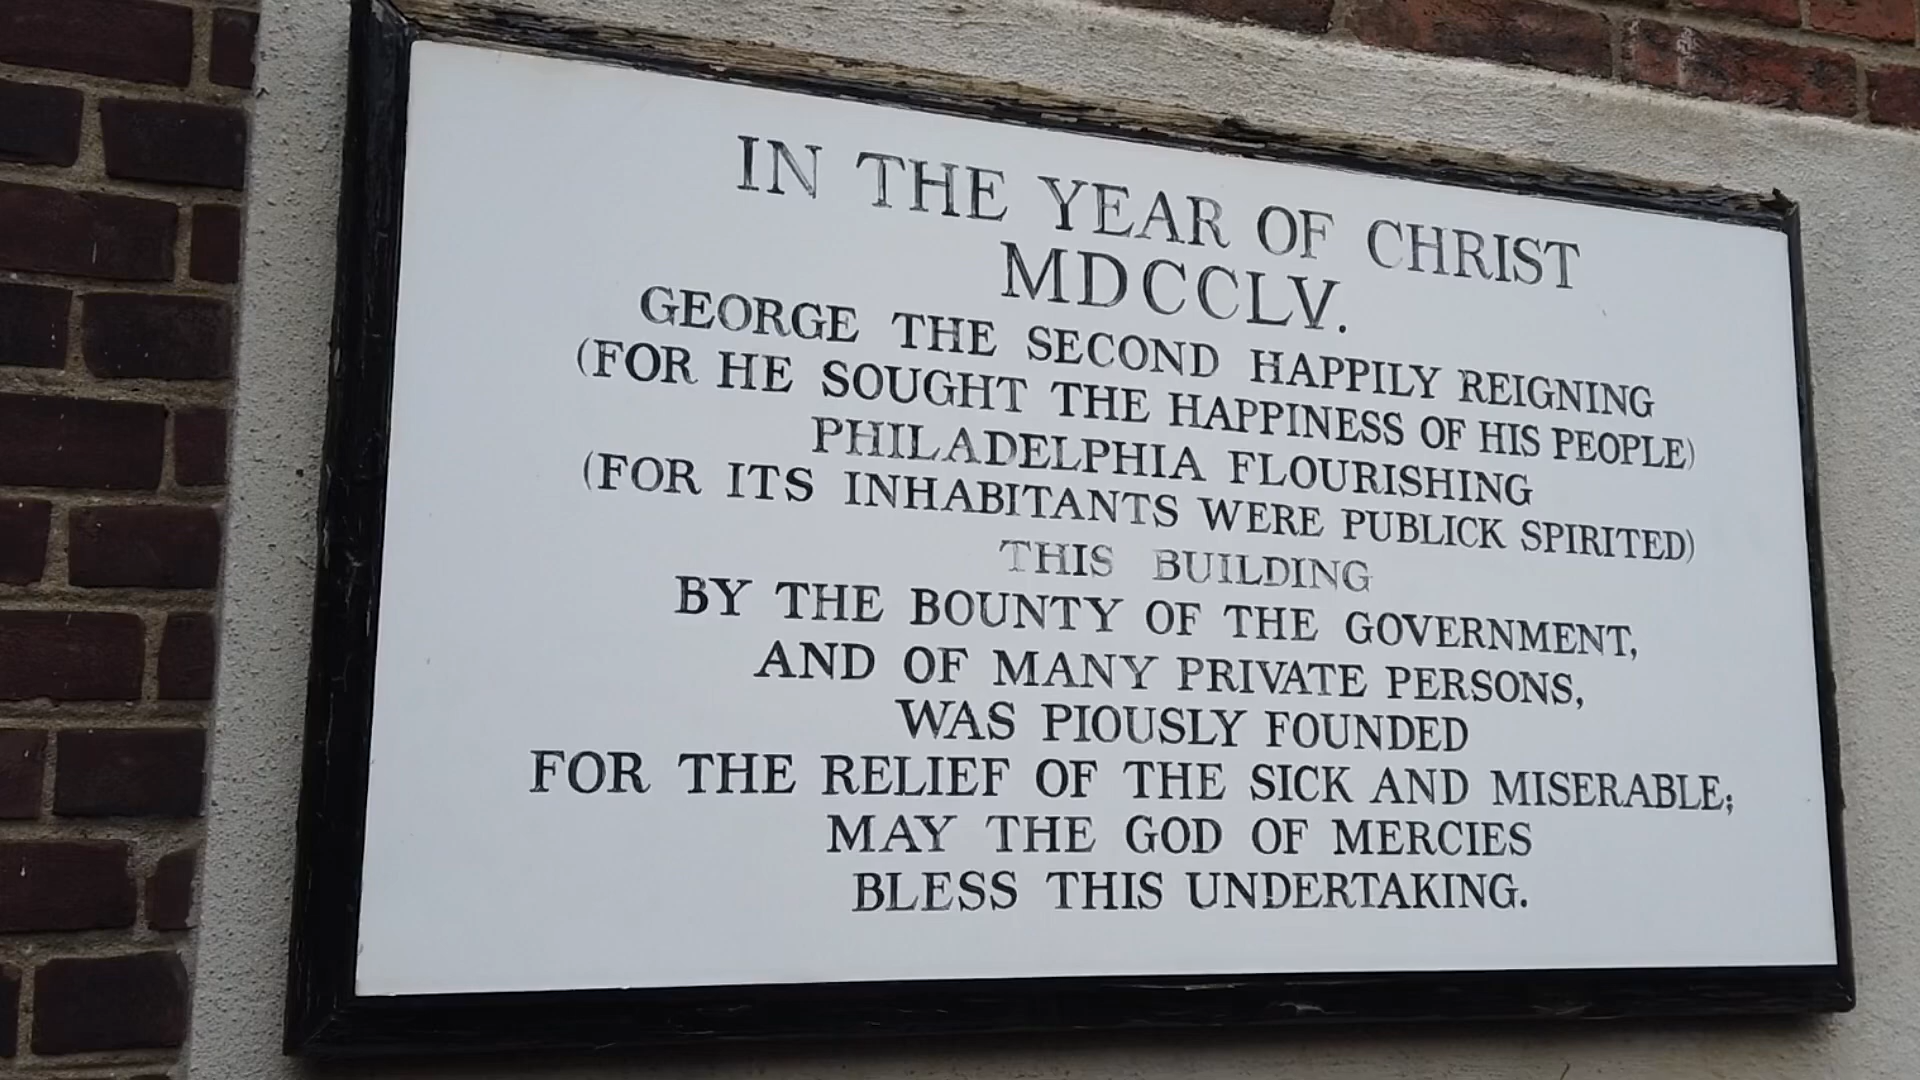 IN THE YEAR OF CHRIST
MDCCLV.
GEORGE THE SECOND HAPPILY REIGNING
(FOR HE SOUGHT THE HAPPINESS OF HIS PEOPLE)
PHILADELPHIA FLOURISHING
(FOR ITS INHABITANTS WERE PUBLICK SPIRITED)
THIS BUILDING
BY THE BOUNTY OF THE GOVERNMENT,
AND OF MANY PRIVATE PERSONS,
WAS PIOUSLY FOUNDED
FOR THE RELIEF OF THE SICK AND MISERABLE;
MAY THE GOD OF MERCIES
BLESS THIS UNDERTAKING.